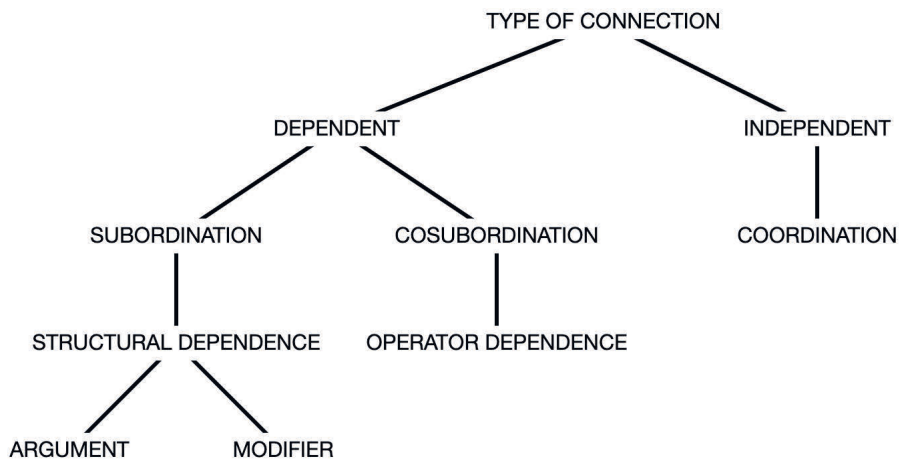 TYPE OF CONNECTION
DEPENDENT
INDEPENDENT
SUBORDINATION
COSUBORDINATION
COORDINATION
STRUCTURAL DEPENDENCE
OPERATOR DEPENDENCE
ARGUMENT
MODIFIER